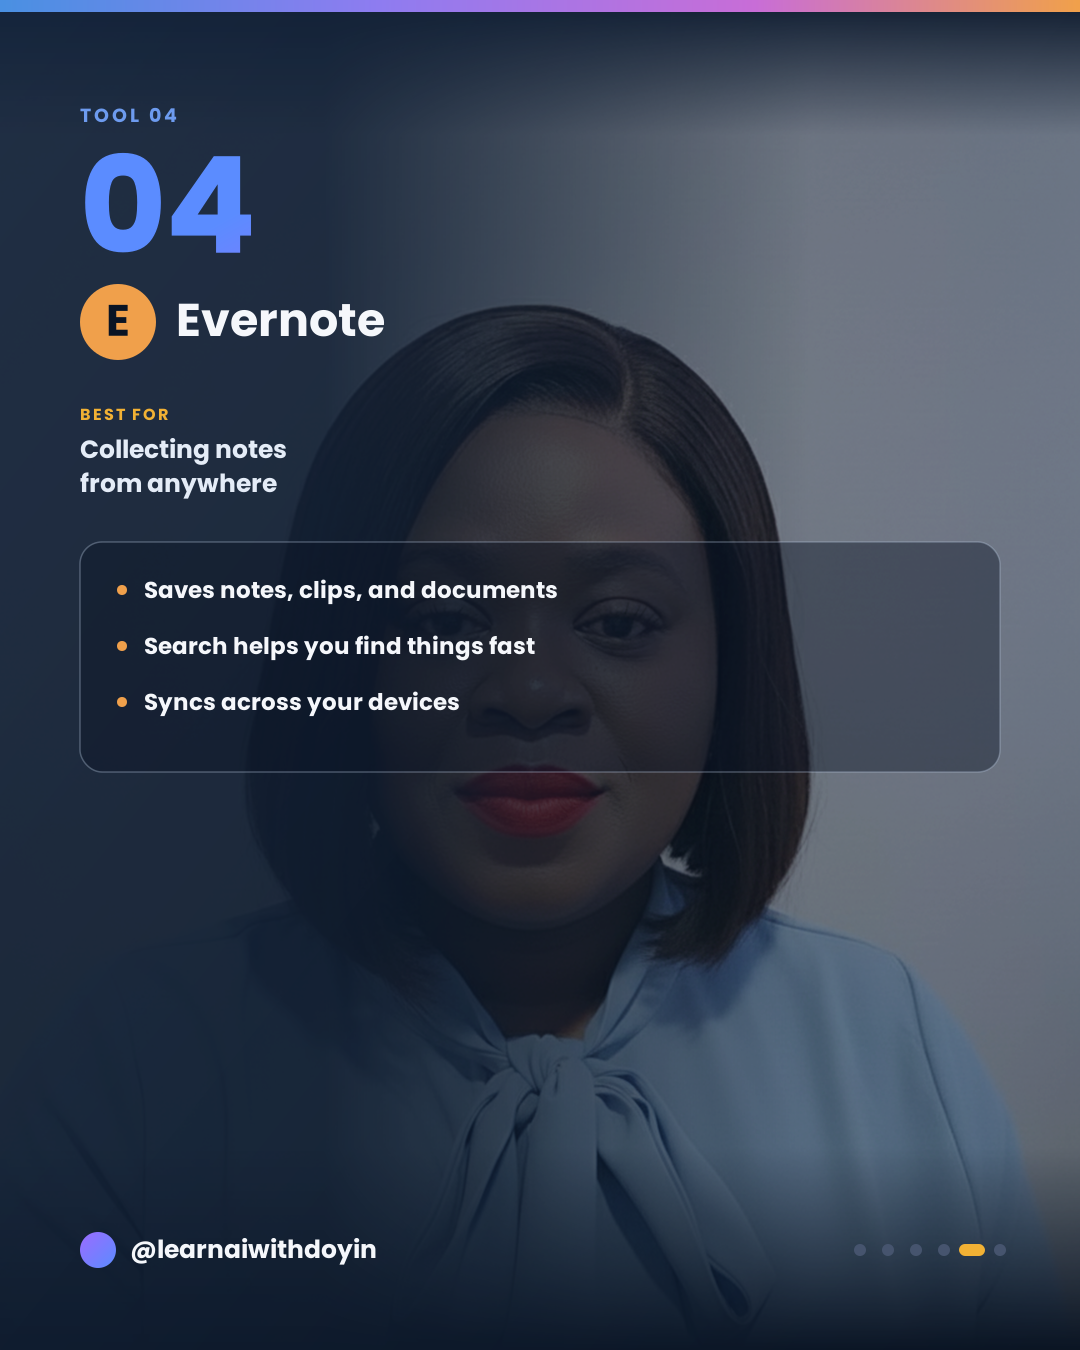 TOOL 04
04
E Evernote
BEST FOR
Collecting notes
from anywhere
Saves notes, clips, and documents
Search helps you find things fast
Syncs across your devices
@learnaiwithdoyin